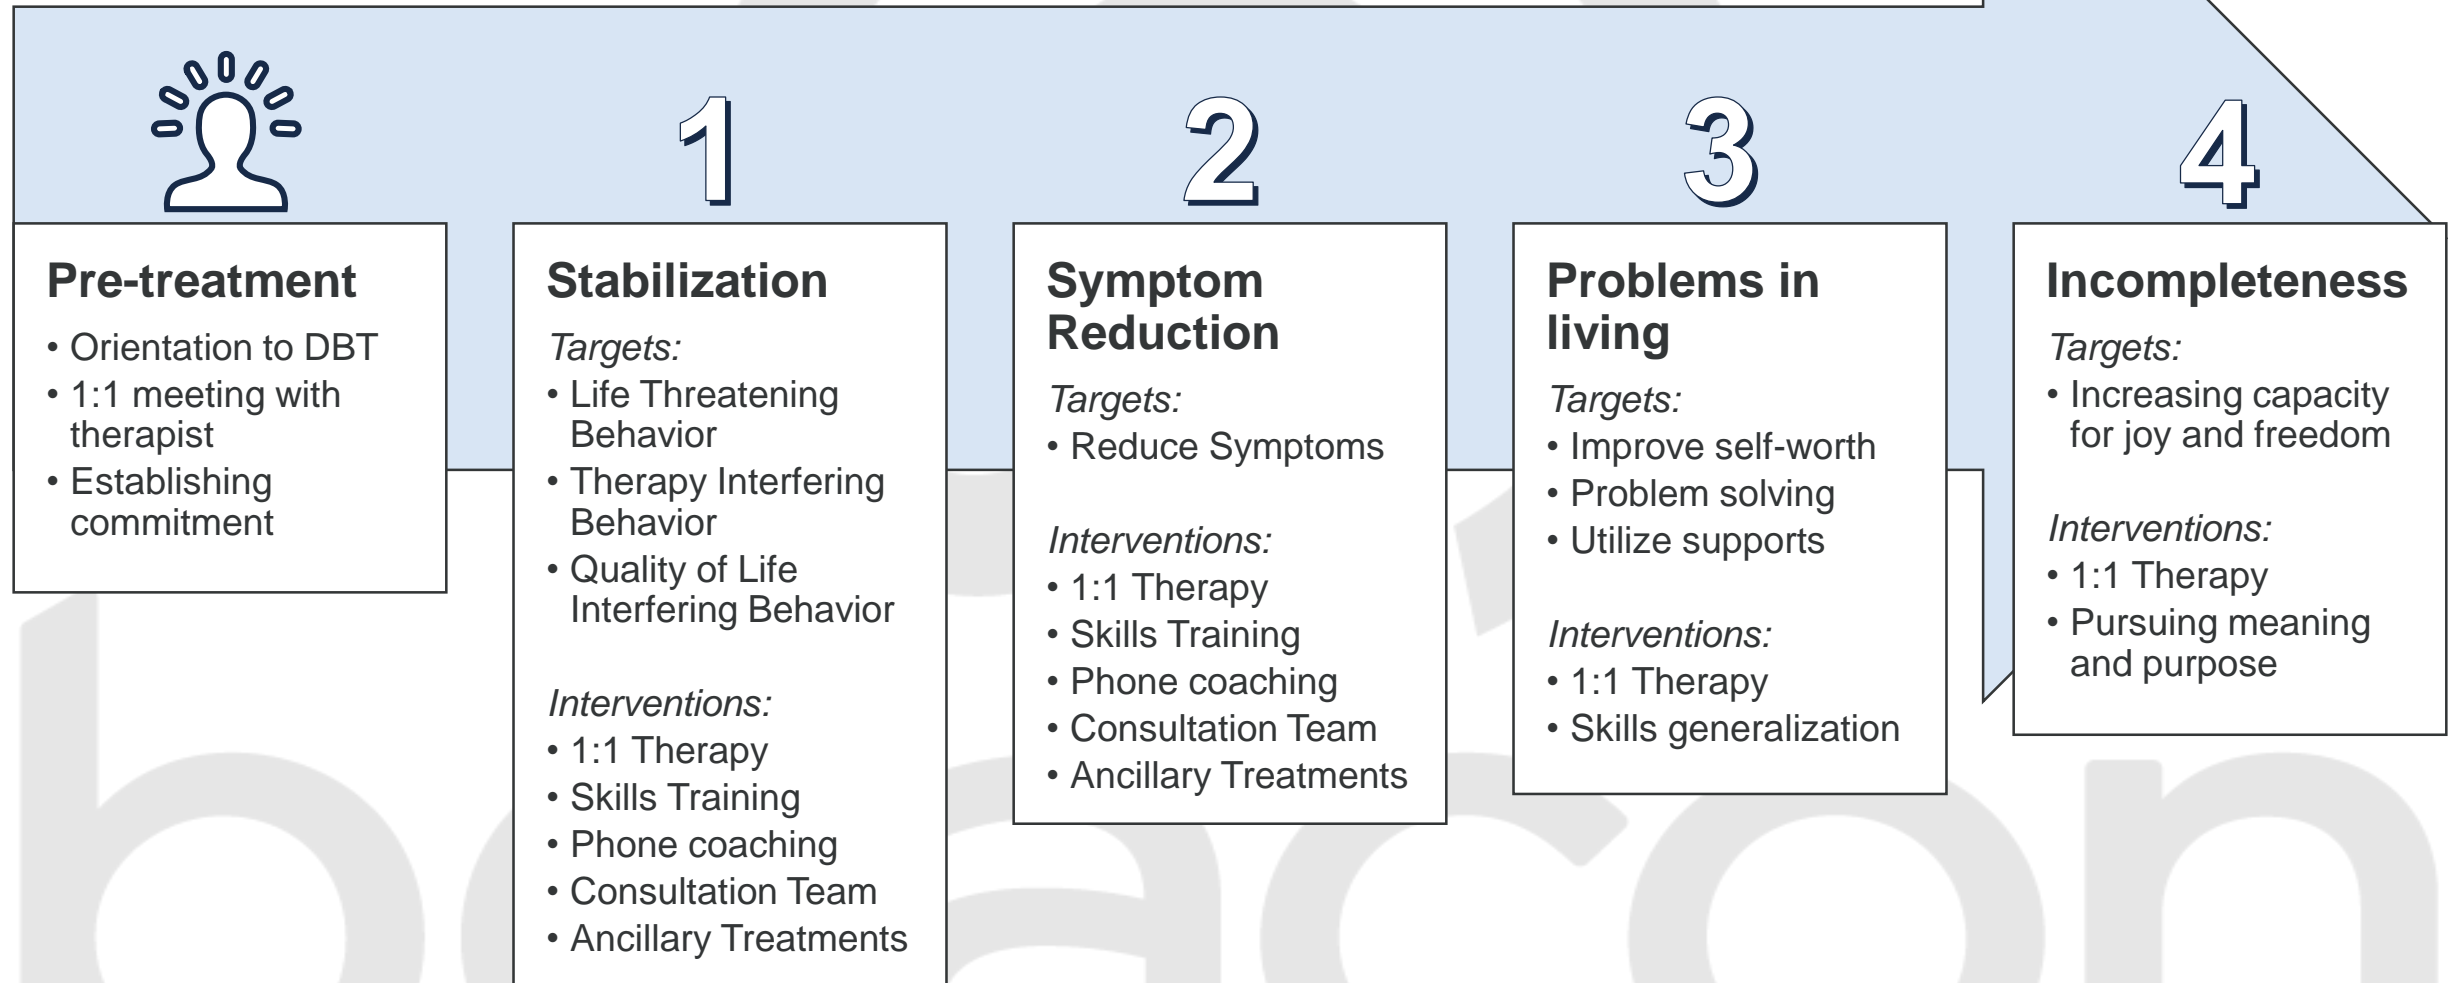 1
2
3
4
Pre-treatment
• Orientation to DBT
• 1:1 meeting with
therapist
• Establishing
commitment
Stabilization
Targets:
• Life Threatening
Behavior
• Therapy Interfering
Behavior
• Quality of Life
Interfering Behavior
Interventions:
• 1:1 Therapy
• Skills Training
• Phone coaching
• Consultation Team
• Ancillary Treatments
Symptom
Reduction
Targets:
• Reduce Symptoms
Interventions:
• 1:1 Therapy
• Skills Training
• Phone coaching
• Consultation Team
• Ancillary Treatments
Problems in
living
Targets:
• Improve self-worth
• Problem solving
• Utilize supports
Interventions:
• 1:1 Therapy
• Skills generalization
Incompleteness
Targets:
• Increasing capacity
for joy and freedom
Interventions:
• 1:1 Therapy
• Pursuing meaning
and purpose
beacon